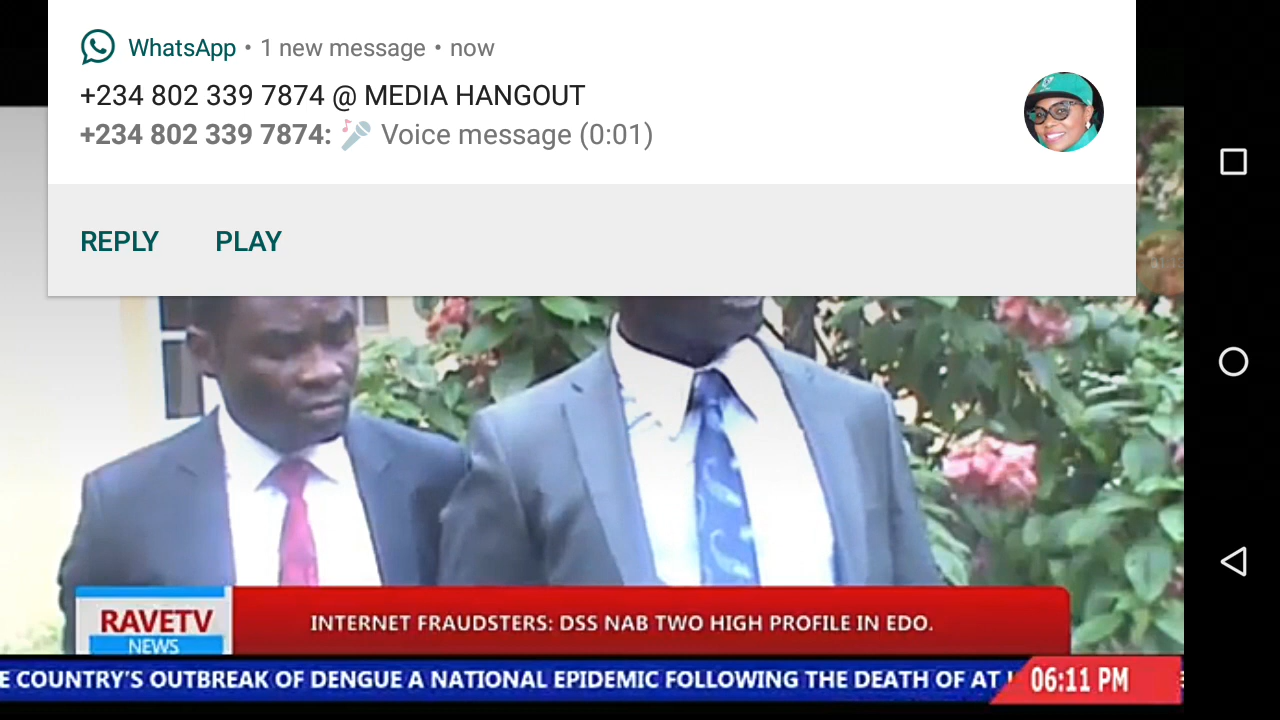 WhatsApp • 1 new message • now
+234 802 339 7874 @ MEDIA HANGOUT
+234 802 339 7874: 🎤 Voice message (0:01)
REPLY PLAY
RAVETV
NEWS
INTERNET FRAUDSTERS: DSS NAB TWO HIGH PROFILE IN EDO.
E COUNTRY'S OUTBREAK OF DENGUE A NATIONAL EPIDEMIC FOLLOWING THE DEATH OF AT
06:11 PM